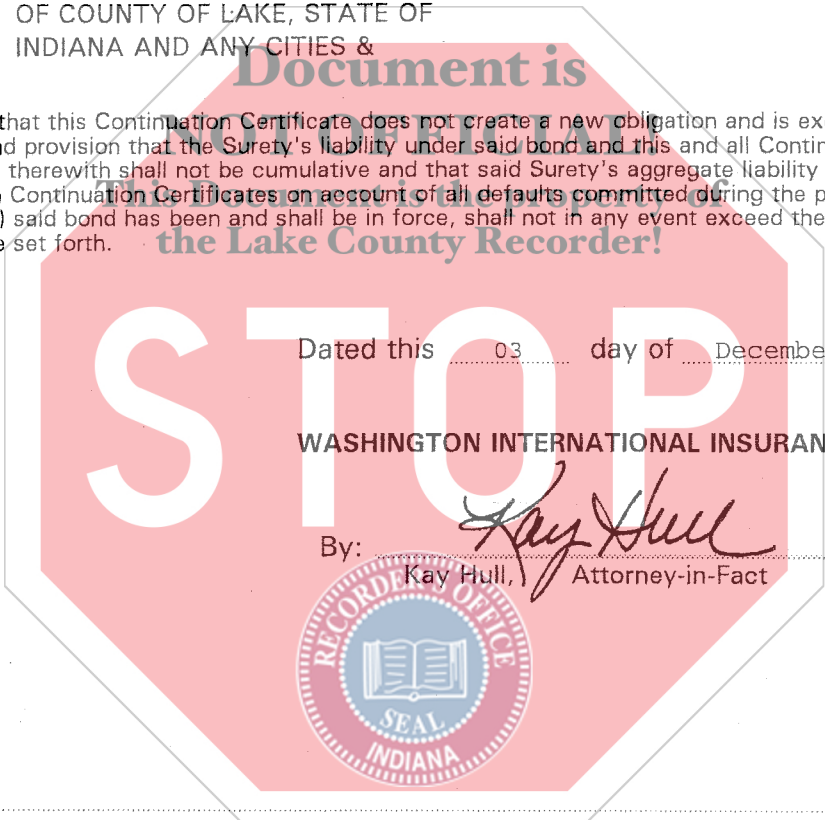 OF COUNTY OF LAKE, STATE OF
INDIANA AND ANY CITIES &
Document is
that this Continuation Certificate does not create a new obligation and is ex
NOT OFFICIAL!
d provision that the Surety's liability under said bond and this and all Contin
therewith shall not be cumulative and that said Surety's aggregate liability
This Document is the property of
Continuation Certificates on account of all defaults committed during the p
) said bond has been and shall be in force, shall not in any event exceed the
the Lake County Recorder!
e set forth.
STOP
Dated this 03 day of Decembe
WASHINGTON INTERNATIONAL INSURAN
By: Kay Hull
Kay Hull, Attorney-in-Fact
RECORDER'S OFFICE
SEAL
INDIANA